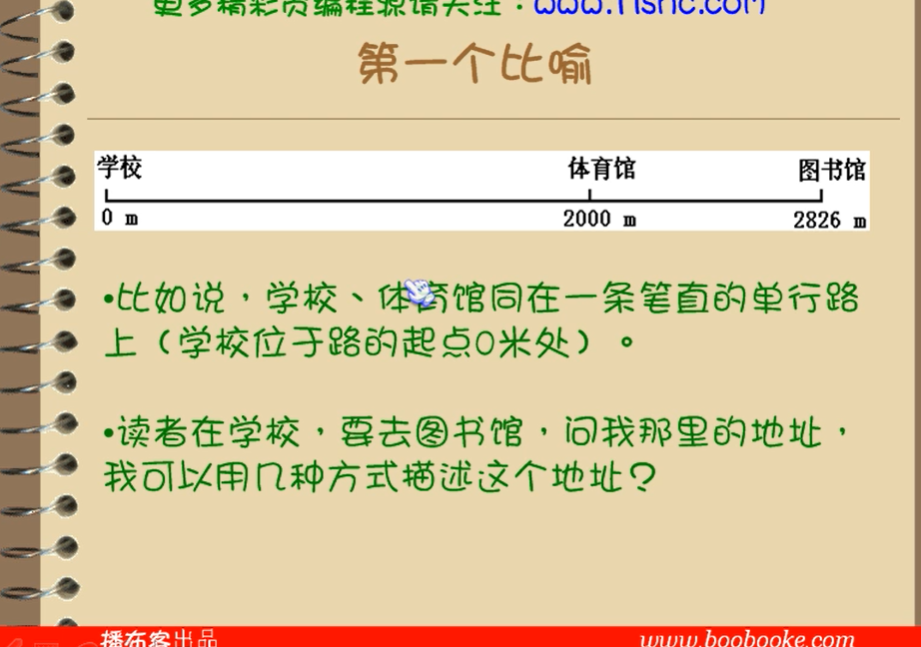 更多精彩页编程源请关注：www.fishc.com
第一个比喻
学校 体育馆 图书馆
0 m 2000 m 2826 m
•比如说，学校、体育馆同在一条笔直的单行路
上（学校位于路的起点0米处）。
•读者在学校，要去图书馆，问我那里的地址，
我可以用几种方式描述这个地址？
播布客出品 www.boobooke.com